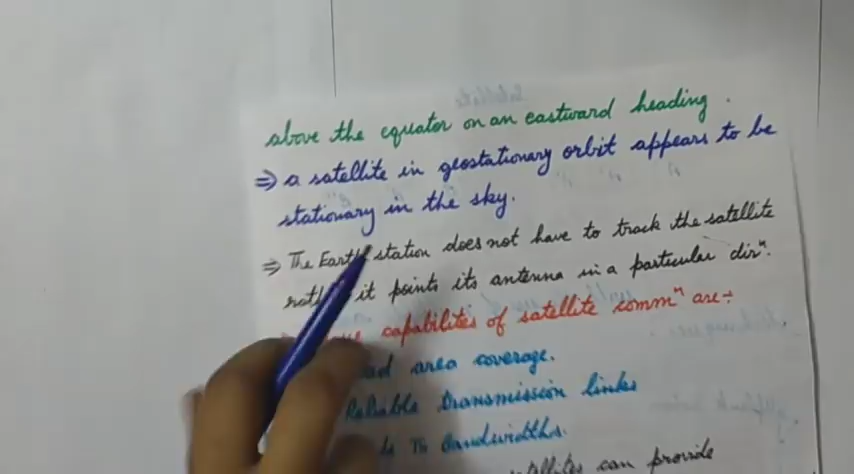 above the equator on an eastward heading.
⇒ a satellite in geostationary orbit appears to be
stationary in the sky.
⇒ The Earth station does not have to track the satellite
it points its antenna in a particular dirⁿ.
capabilites of satellite commⁿ are:-
area coverage.
Reliable transmission links
bandwidths.
can provide